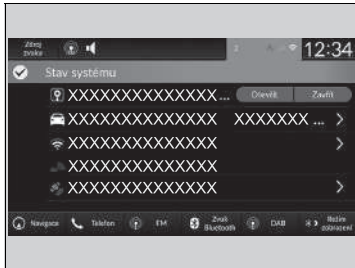 Zdroj zvuku
12:34
Stav systému
XXXXXXXXXXXXXX... Otevřít Zavřít
XXXXXXXXXXXXXX XXXXXXX ...
XXXXXXXXXXXXXX
XXXXXXXXXXXXXX
XXXXXXXXXXXXXX
Navigace Telefon FM Zvuk Bluetooth DAB Režim zobrazení